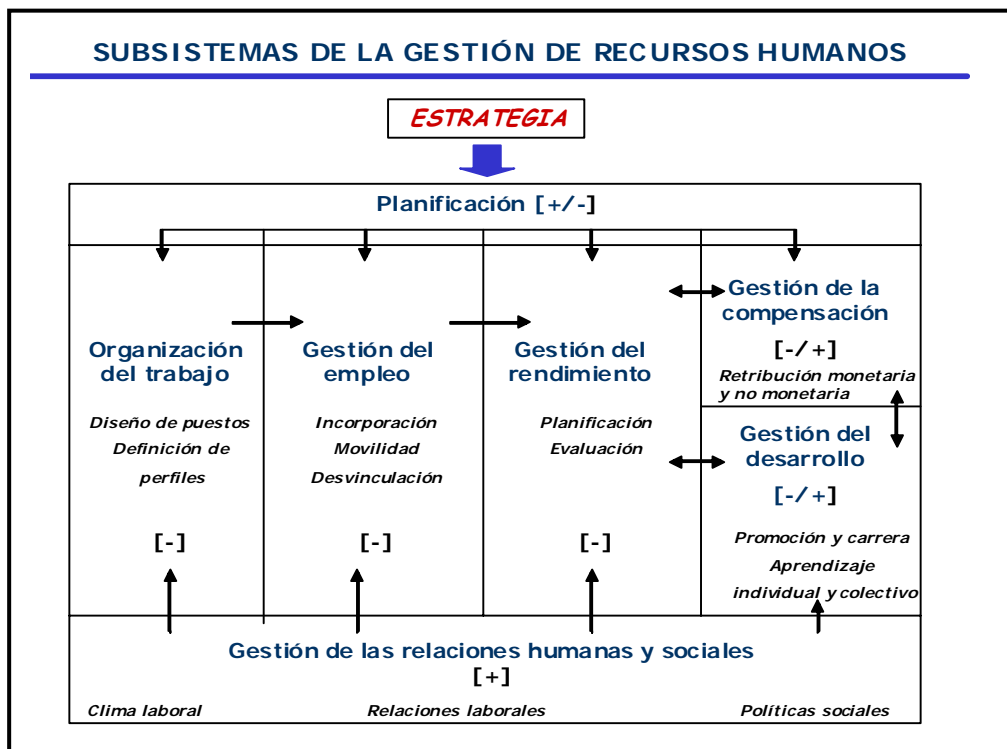 SUBSISTEMAS DE LA GESTIÓN DE RECURSOS HUMANOS
ESTRATEGIA
Planificación [+/-]
Organización
del trabajo
Diseño de puestos
Definición de
perfiles
[-]
Gestión del
empleo
Incorporación
Movilidad
Desvinculación
[-]
Gestión del
rendimiento
Planificación
Evaluación
[-]
Gestión de la
compensación
[-/+]
Retribución monetaria
y no monetaria
Gestión del
desarrollo
[-/+]
Promoción y carrera
Aprendizaje
individual y colectivo
Gestión de las relaciones humanas y sociales
[+]
Clima laboral
Relaciones laborales
Políticas sociales